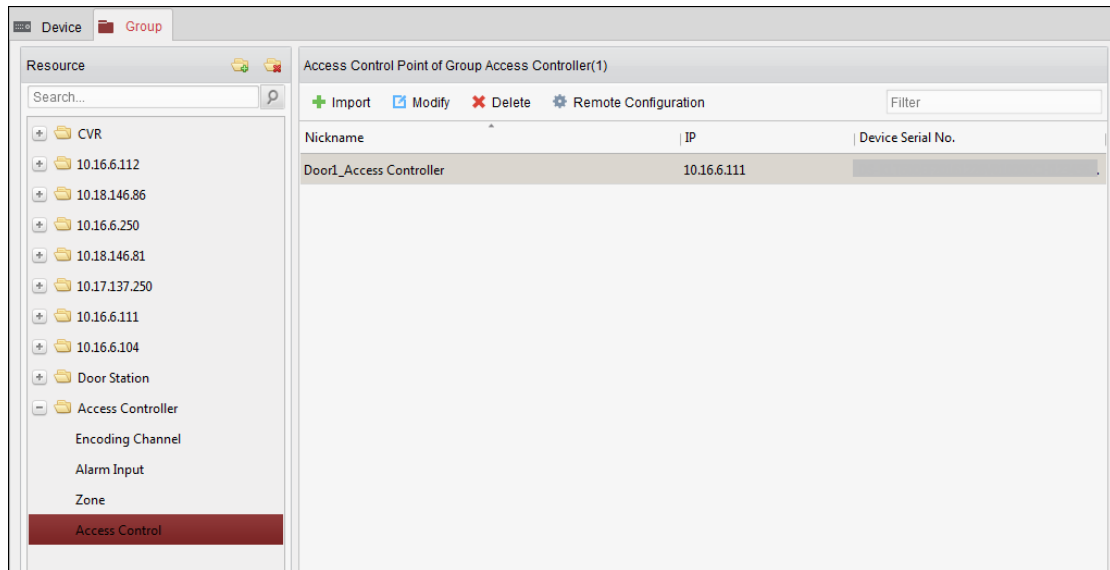 Device Group
Resource
Search...
CVR
10.16.6.112
10.18.146.86
10.16.6.250
10.18.146.81
10.17.137.250
10.16.6.111
10.16.6.104
Door Station
Access Controller
Encoding Channel
Alarm Input
Zone
Access Control
Access Control Point of Group Access Controller(1)
Import Modify Delete Remote Configuration Filter
Nickname IP Device Serial No.
Door1_Access Controller 10.16.6.111 .